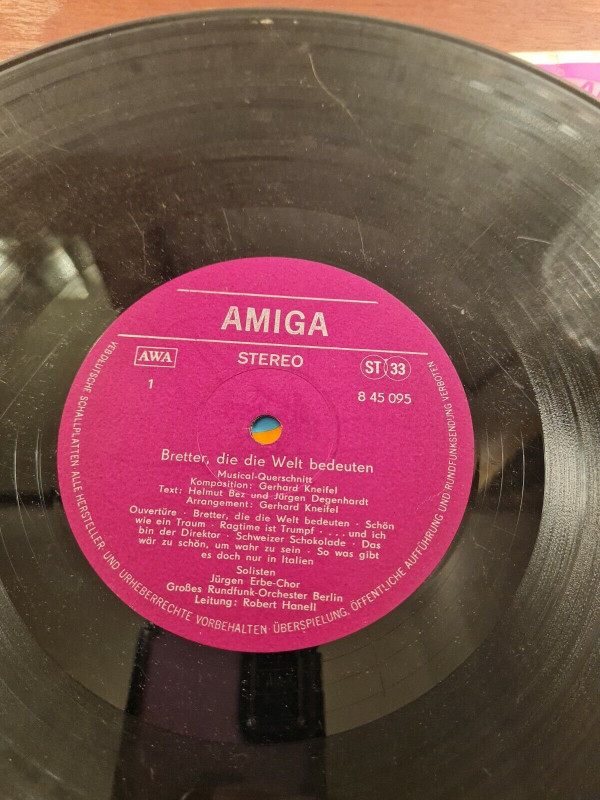 AMIGA
AWA
STEREO
ST 33
1
8 45 095
Bretter, die die Welt bedeuten
Musical-Querschnitt
Komposition: Gerhard Kneifel
Text: Helmut Bez und Jürgen Degenhardt
Arrangement: Gerhard Kneifel
Ouvertüre · Bretter, die die Welt bedeuten · Schön
wie ein Traum · Ragtime ist Trumpf · . . . und ich
bin der Direktor · Schweizer Schokolade · Das
wär zu schön, um wahr zu sein · So was gibt
es doch nur in Italien
Solisten
Jürgen Erbe-Chor
Großes Rundfunk-Orchester Berlin
Leitung: Robert Hanell
VEB DEUTSCHE SCHALLPLATTEN ALLE HERSTELLER- UND URHEBERRECHTE VORBEHALTEN · ÜBERSPIELUNG, ÖFFENTLICHE AUFFÜHRUNG UND RUNDFUNKSENDUNG VERBOTEN